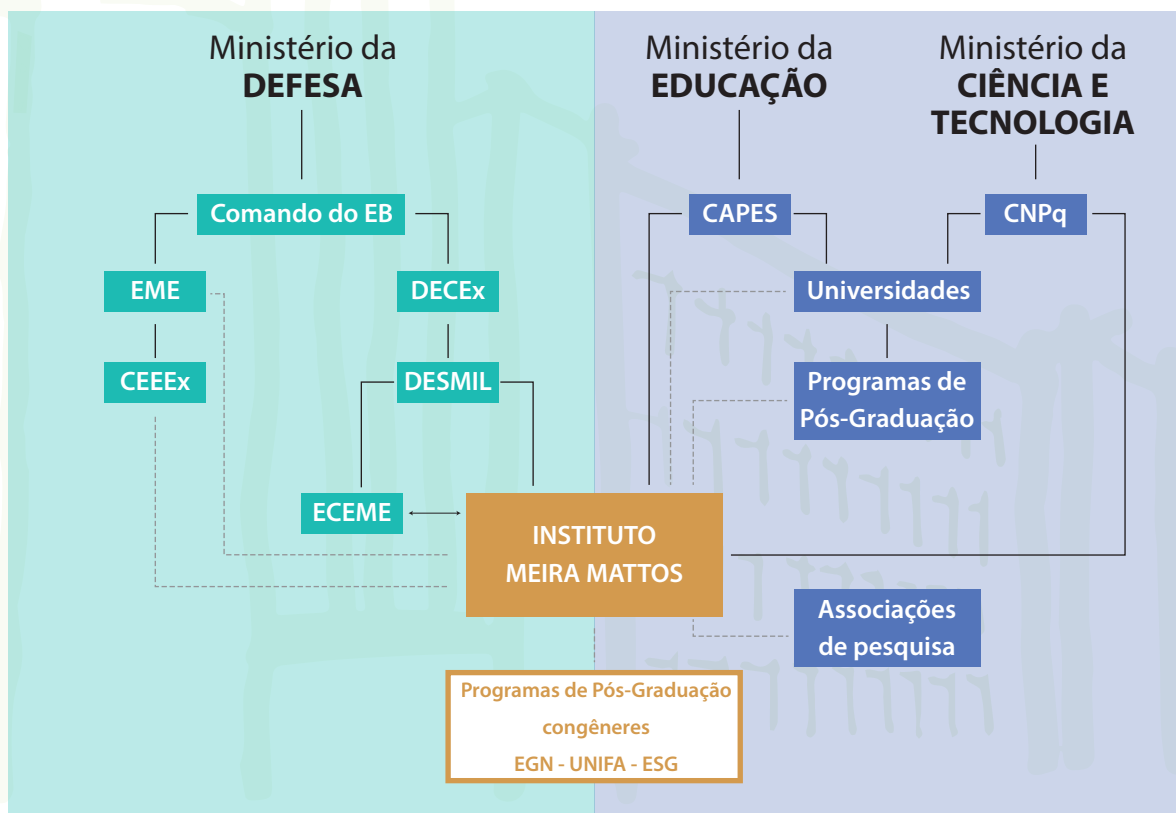 Ministério da
DEFESA
Ministério da
EDUCAÇÃO
Ministério da
CIÊNCIA E
TECNOLOGIA
Comando do EB
CAPES
CNPq
EME
DECEx
Universidades
CEEEx
DESMIL
Programas de
Pós-Graduação
ECEME
INSTITUTO
MEIRA MATTOS
Associações
de pesquisa
Programas de Pós-Graduação
congêneres
EGN - UNIFA - ESG